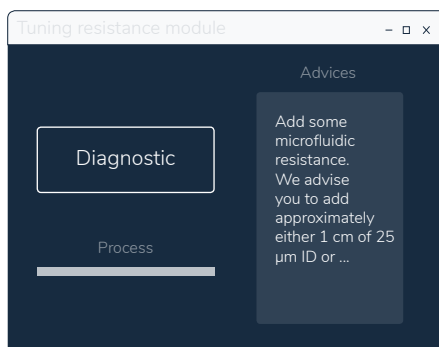 Tuning resistance module
Advices
Add some
microfluidic
resistance.
We advise
you to add
approximately
either 1 cm of 25
µm ID or ...
Diagnostic
Process